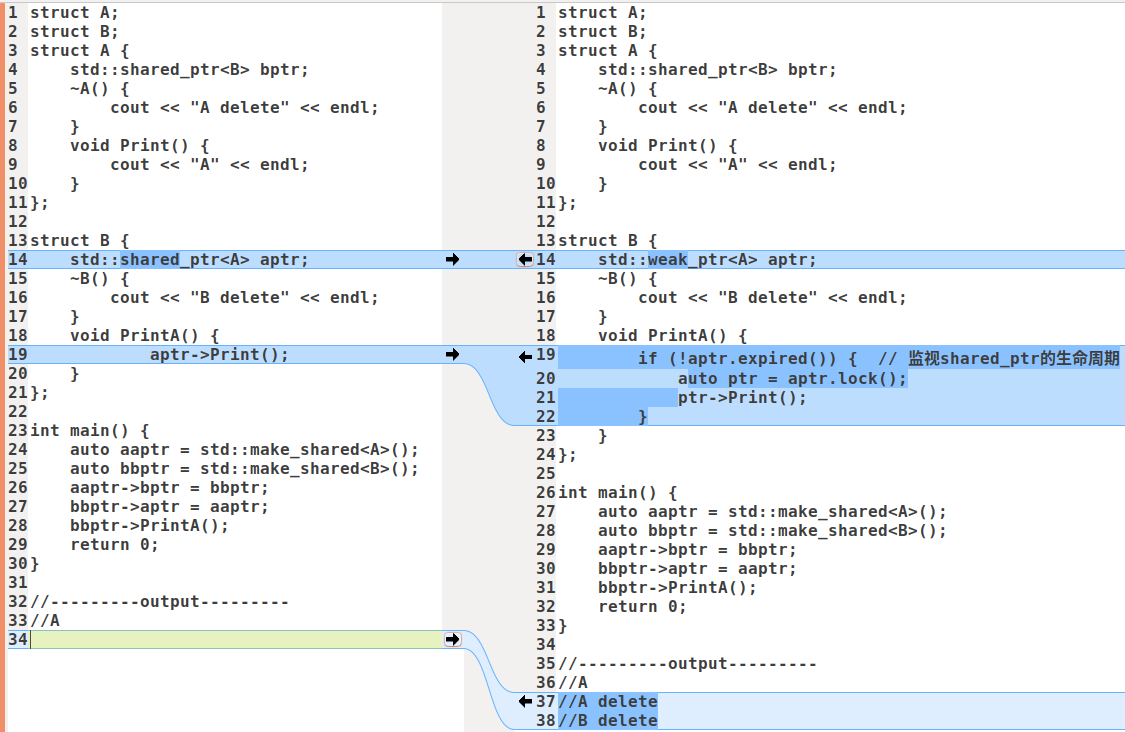 1 struct A;
2 struct B;
3 struct A {
4     std::shared_ptr<B> bptr;
5     ~A() {
6         cout << "A delete" << endl;
7     }
8     void Print() {
9         cout << "A" << endl;
10     }
11 };
12
13 struct B {
14     std::shared_ptr<A> aptr;
15     ~B() {
16         cout << "B delete" << endl;
17     }
18     void PrintA() {
19             aptr->Print();
20     }
21 };
22
23 int main() {
24     auto aaptr = std::make_shared<A>();
25     auto bbptr = std::make_shared<B>();
26     aaptr->bptr = bbptr;
27     bbptr->aptr = aaptr;
28     bbptr->PrintA();
29     return 0;
30 }
31
32 //---------output---------
33 //A
34
1 struct A;
2 struct B;
3 struct A {
4     std::shared_ptr<B> bptr;
5     ~A() {
6         cout << "A delete" << endl;
7     }
8     void Print() {
9         cout << "A" << endl;
10     }
11 };
12
13 struct B {
14     std::weak_ptr<A> aptr;
15     ~B() {
16         cout << "B delete" << endl;
17     }
18     void PrintA() {
19         if (!aptr.expired()) {  // 监视shared_ptr的生命周期
20             auto ptr = aptr.lock();
21             ptr->Print();
22         }
23     }
24 };
25
26 int main() {
27     auto aaptr = std::make_shared<A>();
28     auto bbptr = std::make_shared<B>();
29     aaptr->bptr = bbptr;
30     bbptr->aptr = aaptr;
31     bbptr->PrintA();
32     return 0;
33 }
34
35 //---------output---------
36 //A
37 //A delete
38 //B delete